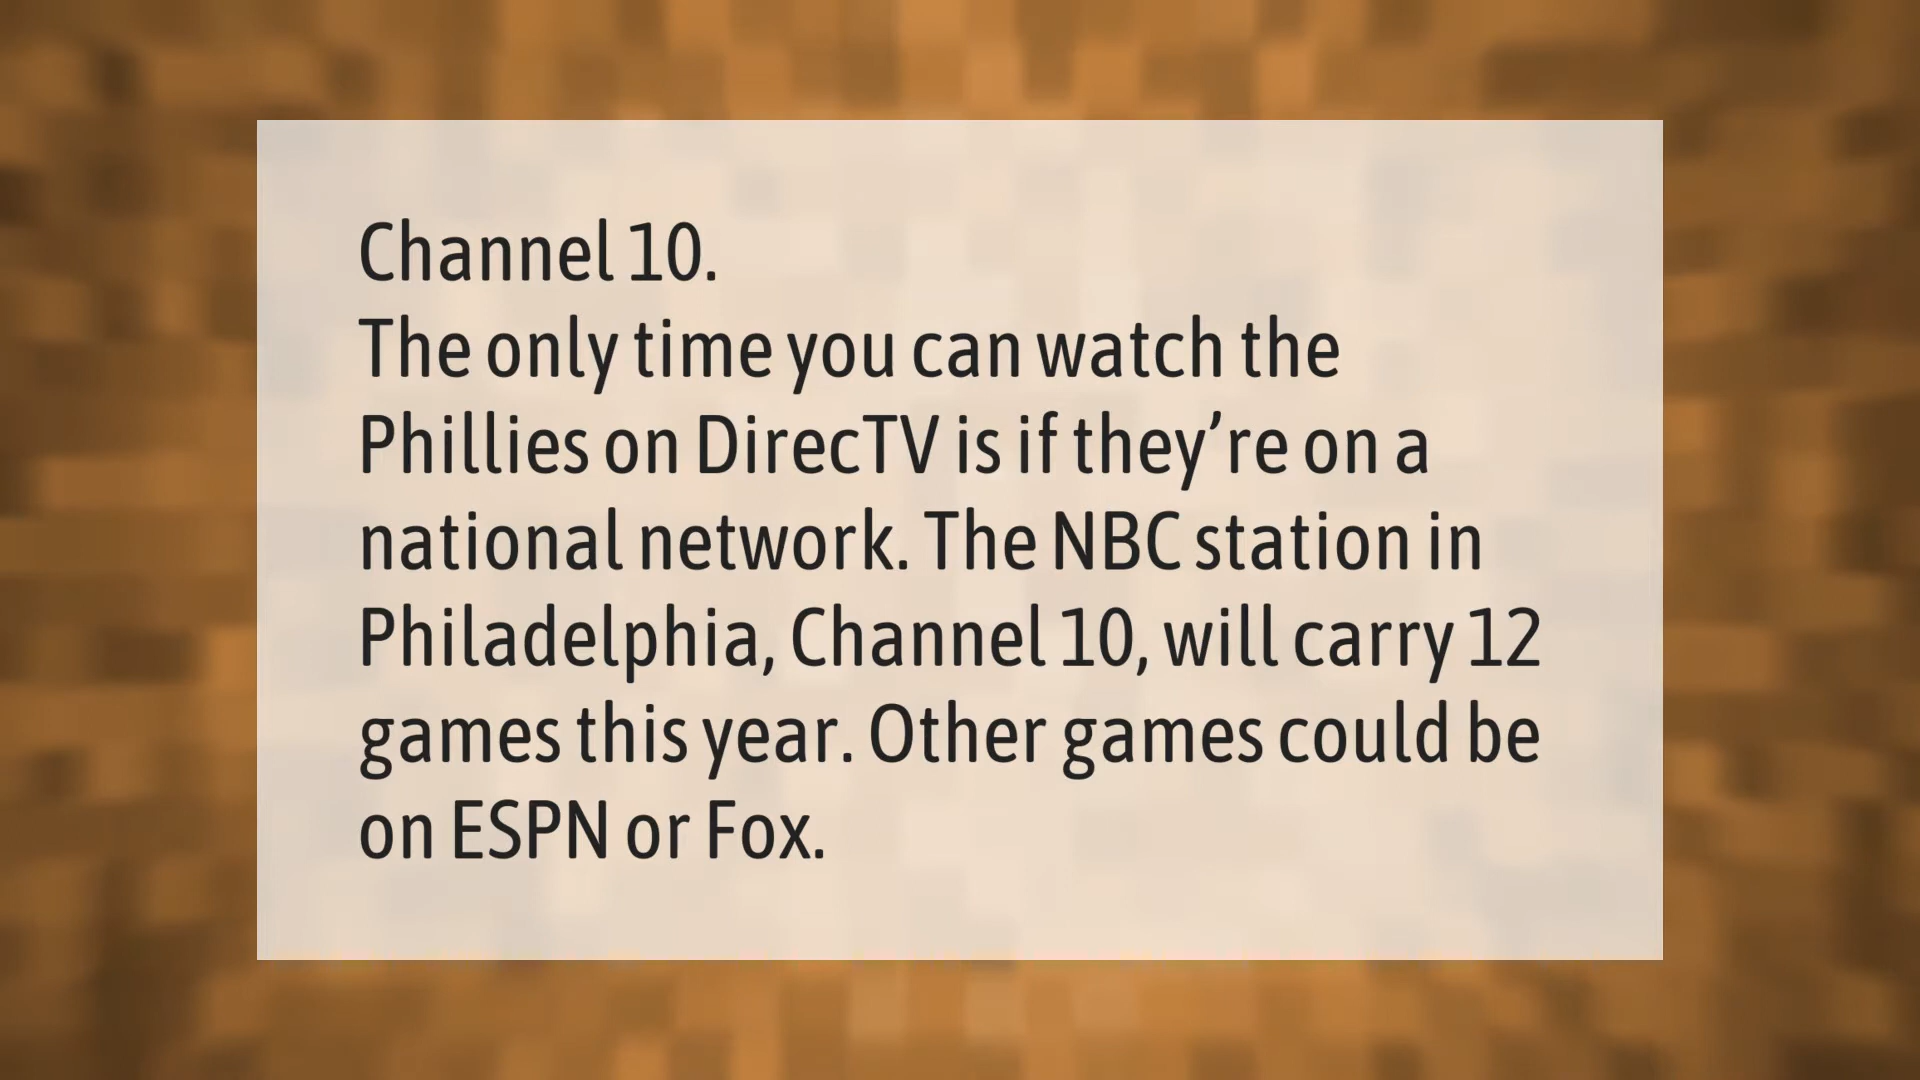 Channel 10.
The only time you can watch the
Phillies on DirecTV is if they’re on a
national network. The NBC station in
Philadelphia, Channel 10, will carry 12
games this year. Other games could be
on ESPN or Fox.